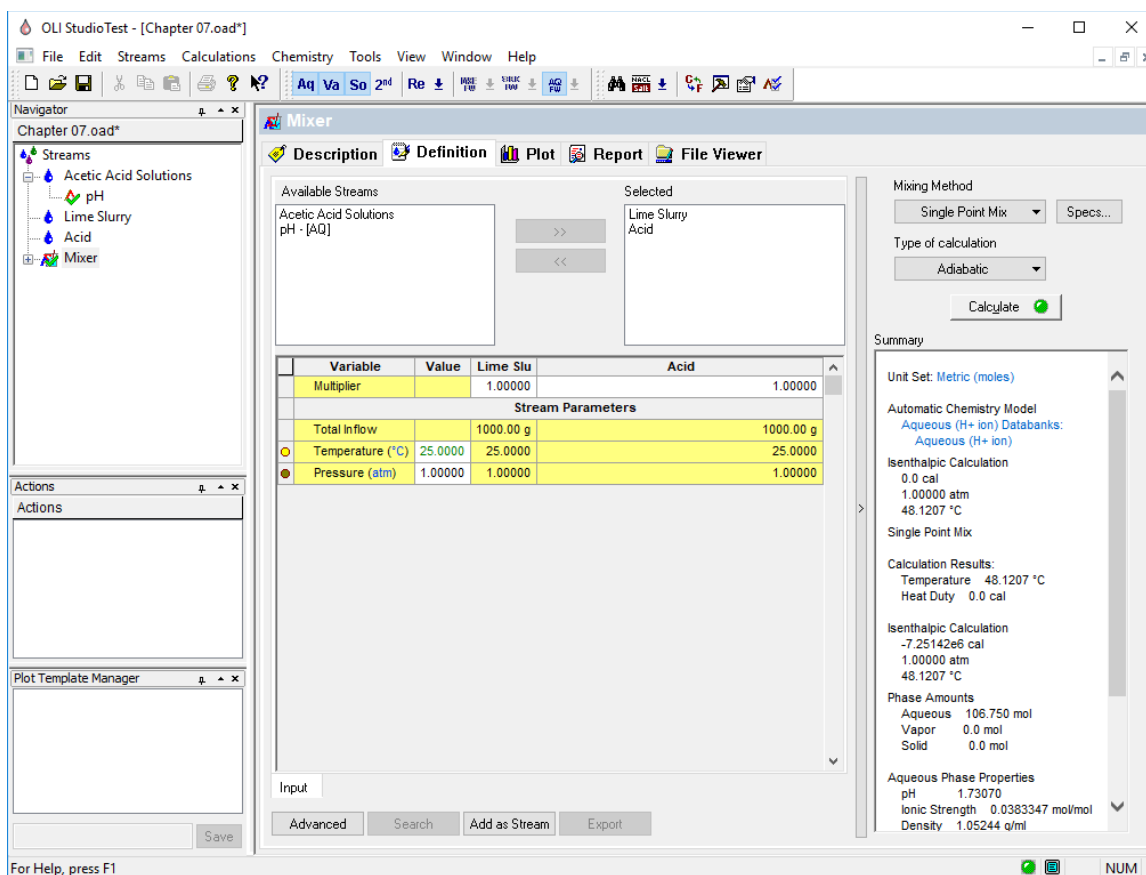 OLI StudioTest - [Chapter 07.oad*]
File Edit Streams Calculations Chemistry Tools View Window Help
Aq Va So 2nd Re
Navigator
Chapter 07.oad*
Streams
Acetic Acid Solutions
pH
Lime Slurry
Acid
Mixer
Actions
Actions
Plot Template Manager
Save
Mixer
Description Definition Plot Report File Viewer
Available Streams
Acetic Acid Solutions
pH - [AQ]
>>
<<
Selected
Lime Slurry
Acid
Variable Value Lime Slu Acid
Multiplier 1.00000 1.00000
Stream Parameters
Total Inflow 1000.00 g 1000.00 g
Temperature (°C) 25.0000 25.0000 25.0000
Pressure (atm) 1.00000 1.00000 1.00000
Input
Advanced Search Add as Stream Export
>
Mixing Method
Single Point Mix Specs...
Type of calculation
Adiabatic
Calculate
Summary
Unit Set: Metric (moles)
Automatic Chemistry Model
Aqueous (H+ ion) Databanks:
Aqueous (H+ ion)
Isenthalpic Calculation
0.0 cal
1.00000 atm
48.1207 °C
Single Point Mix
Calculation Results:
Temperature 48.1207 °C
Heat Duty 0.0 cal
Isenthalpic Calculation
-7.25142e6 cal
1.00000 atm
48.1207 °C
Phase Amounts
Aqueous 106.750 mol
Vapor 0.0 mol
Solid 0.0 mol
Aqueous Phase Properties
pH 1.73070
Ionic Strength 0.0383347 mol/mol
Density 1.05244 g/ml
For Help, press F1
NUM